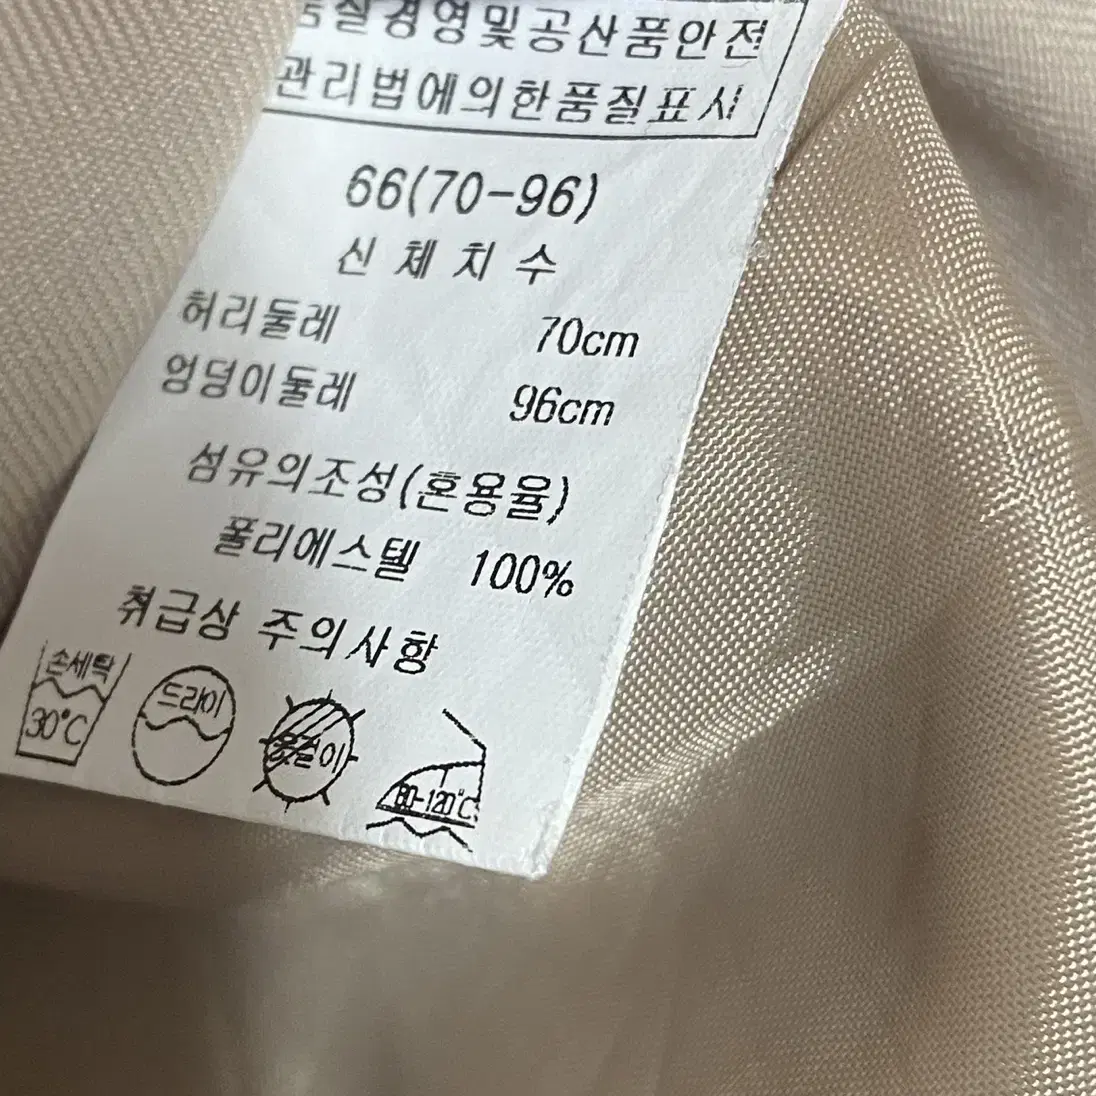 품질경영및공산품안전
관리법에의한품질표시
66(70-96)
신체치수
허리둘레 70cm
엉덩이둘레 96cm
섬유의조성(혼용율)
폴리에스텔 100%
취급상 주의사항
손세탁
30°C
드라이
옷걸이
80-120°C